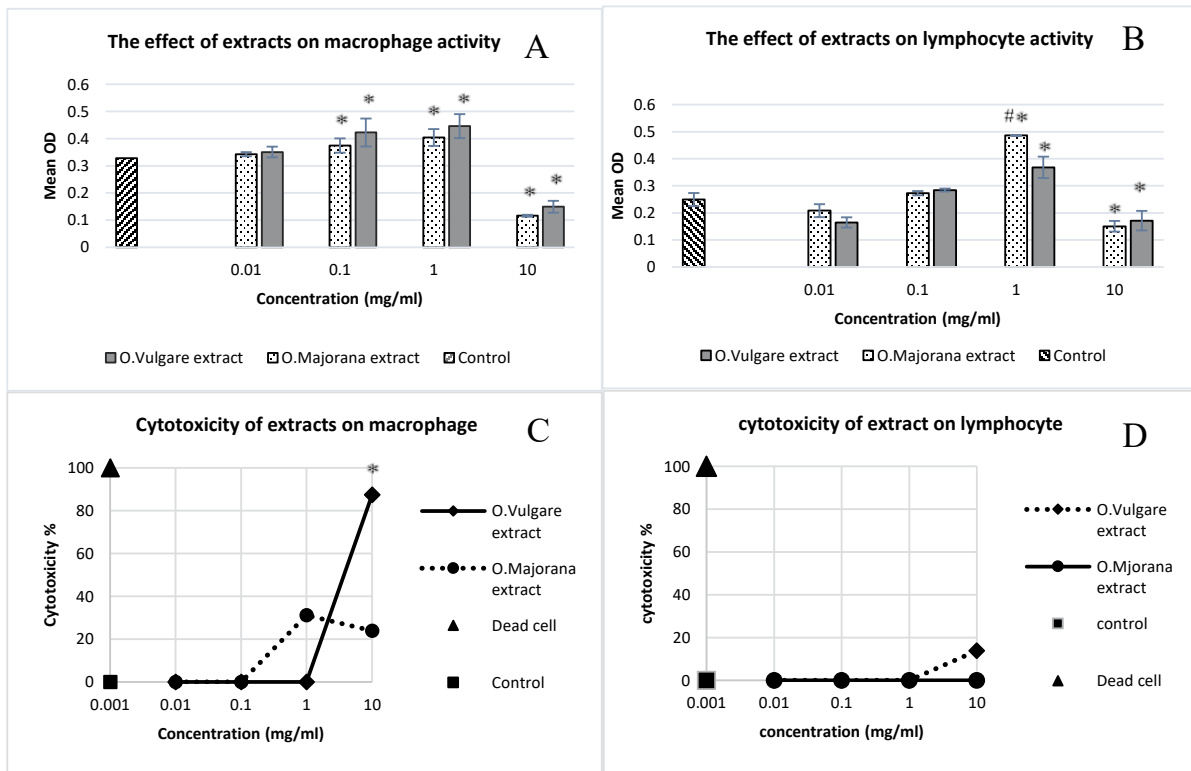 The effect of extracts on macrophage activity
A
0.6
0.5
0.4
0.3
0.2
0.1
0
Mean OD
* * * * * *
0.01 0.1 1 10
Concentration (mg/ml)
O.Vulgare extract O.Majorana extract Control
The effect of extracts on lymphocyte activity
B
0.6
0.5
0.4
0.3
0.2
0.1
0
Mean OD
#* * * *
0.01 0.1 1 10
Concentration (mg/ml)
O.Vulgare extract O.Majorana extract Control
Cytotoxicity of extracts on macrophage
C
100
80
60
40
20
0
Cytotoxicity %
*
0.001 0.01 0.1 1 10
Concentration (mg/ml)
O.Vulgare
extract
O.Majorana
extract
Dead cell
Control
cytotoxicity of extract on lymphocyte
D
100
80
60
40
20
0
cytotoxicity %
0.001 0.01 0.1 1 10
concentration (mg/ml)
O.Vulgare
extract
O.Mjorana
extract
control
Dead cell